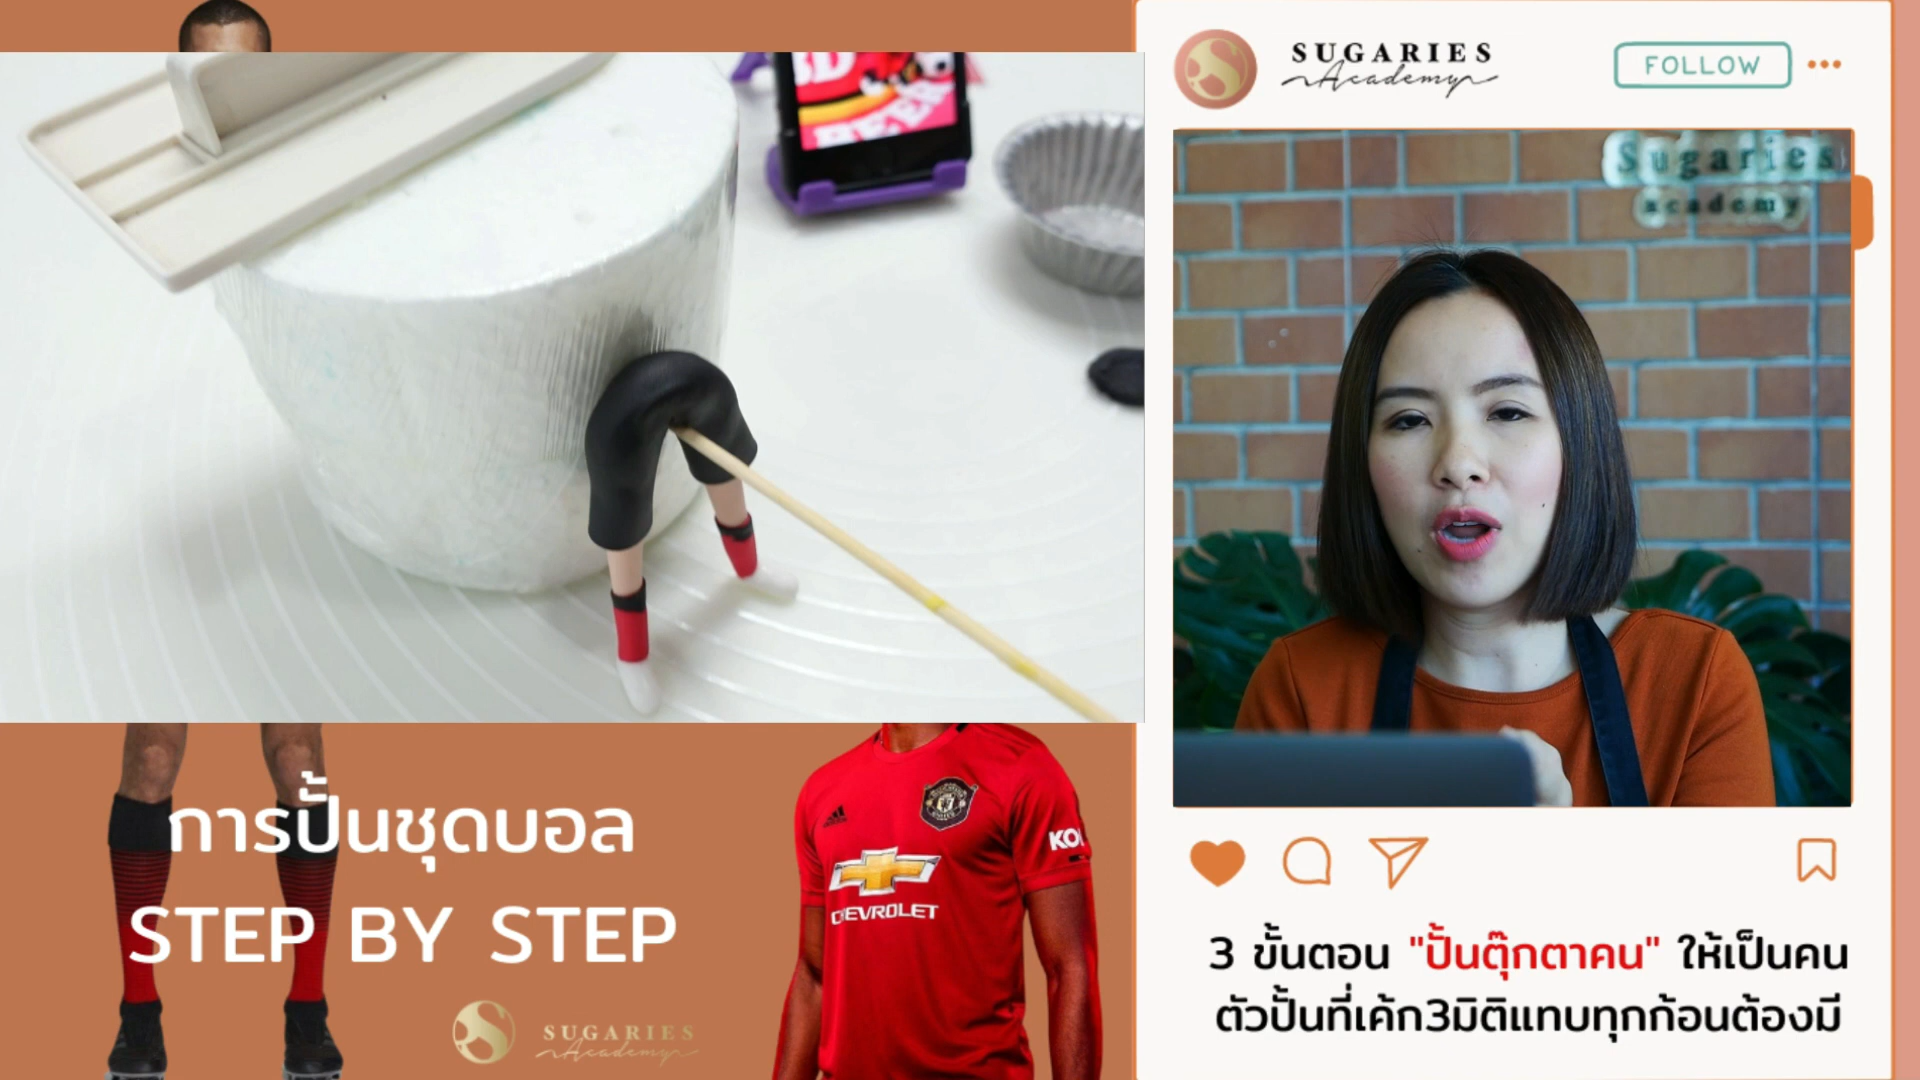 BEER
การปั้นชุดบอล
STEP BY STEP
SUGARIES
Academy
CHEVROLET
SUGARIES
Academy
FOLLOW
Sugaries
academy
3 ขั้นตอน "ปั้นตุ๊กตาคน" ให้เป็นคน
ตัวปั้นที่เค้ก3มิติแทบทุกก้อนต้องมี